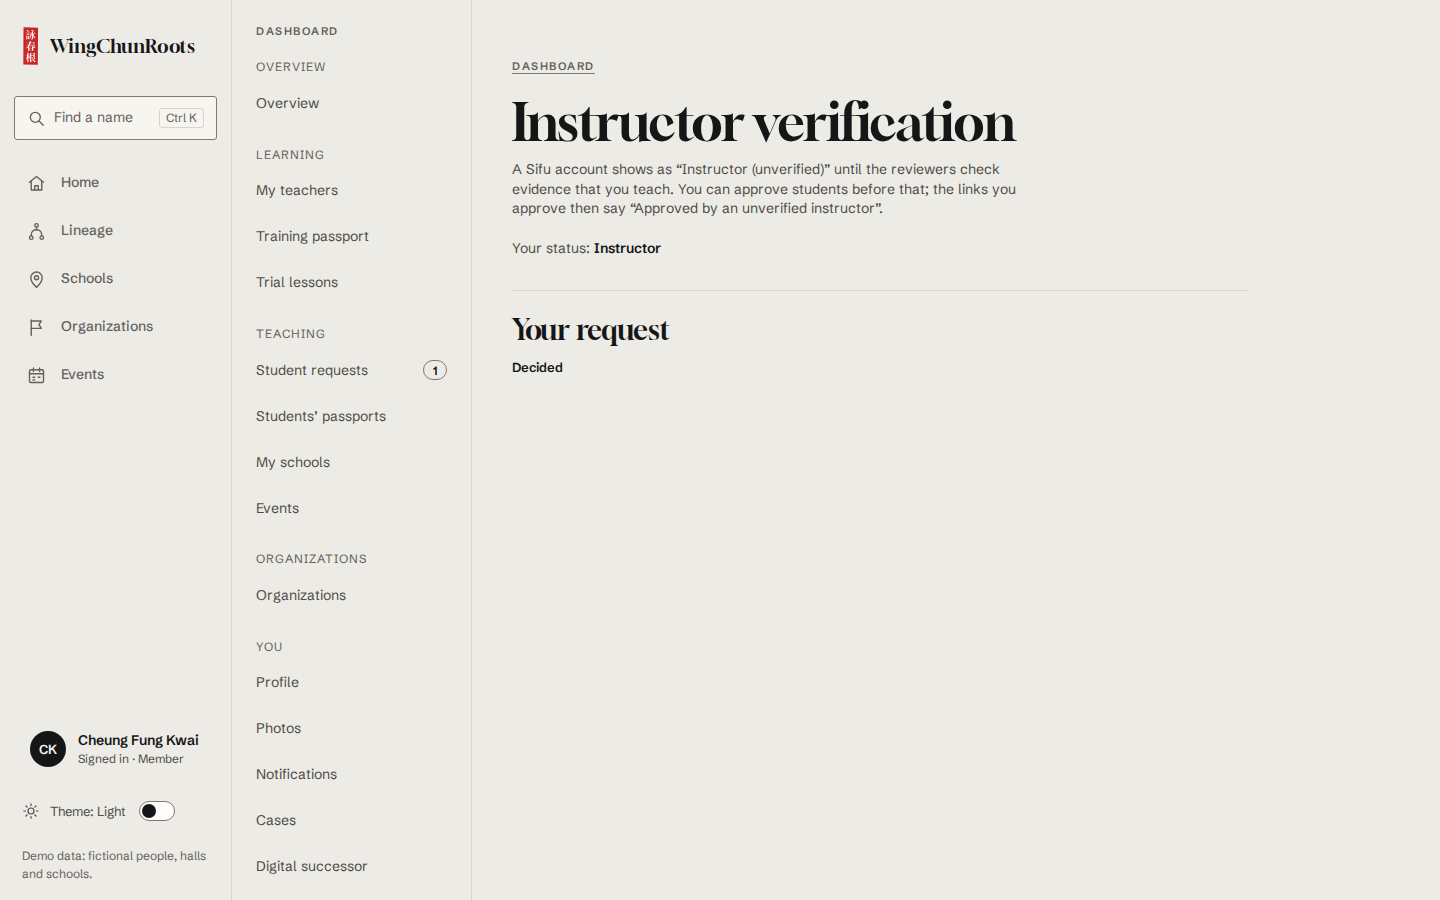 詠春根
WingChunRoots
Find a name
Ctrl K
Home
Lineage
Schools
Organizations
Events
Cheung Fung Kwai
CK
Signed in · Member
Theme: Light
Demo data: fictional people, halls
and schools.
DASHBOARD
OVERVIEW
Overview
LEARNING
My teachers
Training passport
Trial lessons
TEACHING
Student requests
1
Students’ passports
My schools
Events
ORGANIZATIONS
Organizations
YOU
Profile
Photos
Notifications
Cases
Digital successor
DASHBOARD
Instructor verification
A Sifu account shows as “Instructor (unverified)” until the reviewers check
evidence that you teach. You can approve students before that; the links you
approve then say “Approved by an unverified instructor”.
Your status: Instructor
Your request
Decided